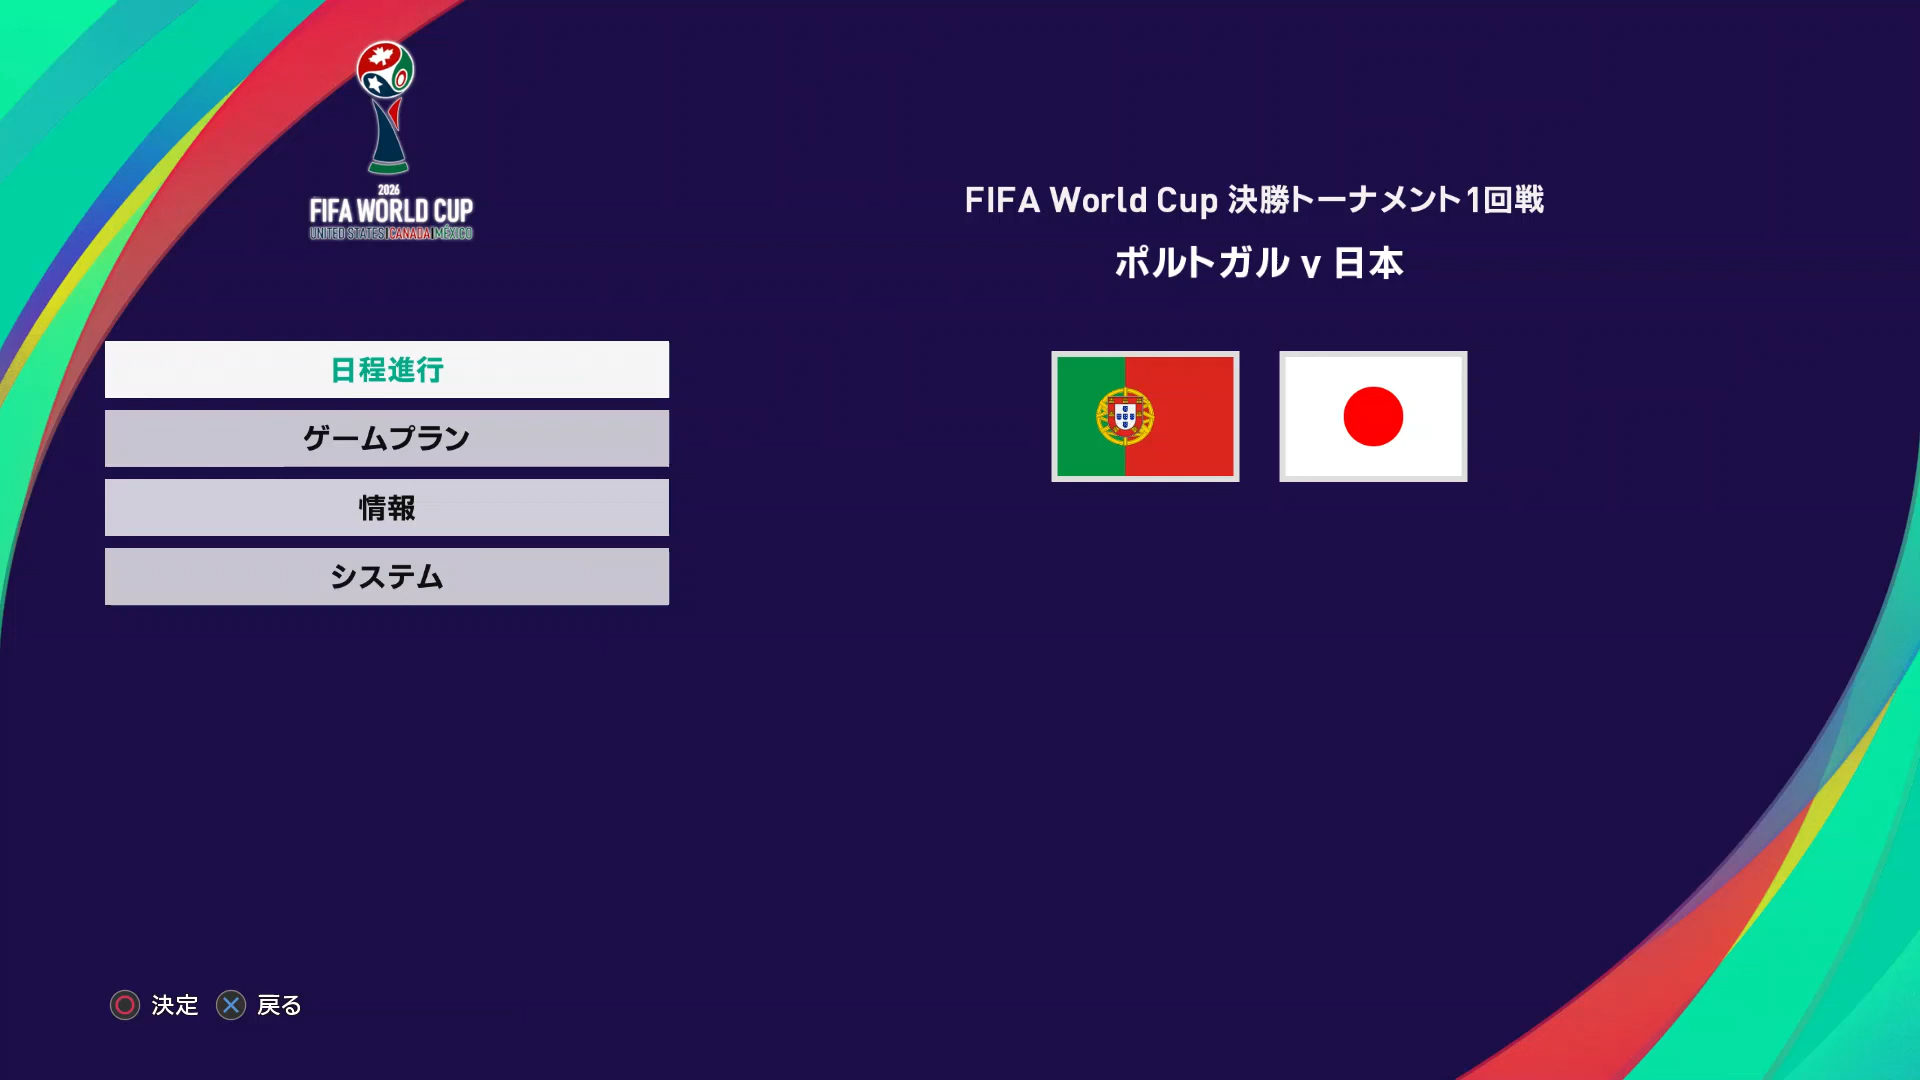 2026
FIFA WORLD CUP
UNITED STATES|CANADA|MÉXICO
FIFA World Cup 決勝トーナメント1回戦
ポルトガル v 日本
日程進行
ゲームプラン
情報
システム
決定 戻る